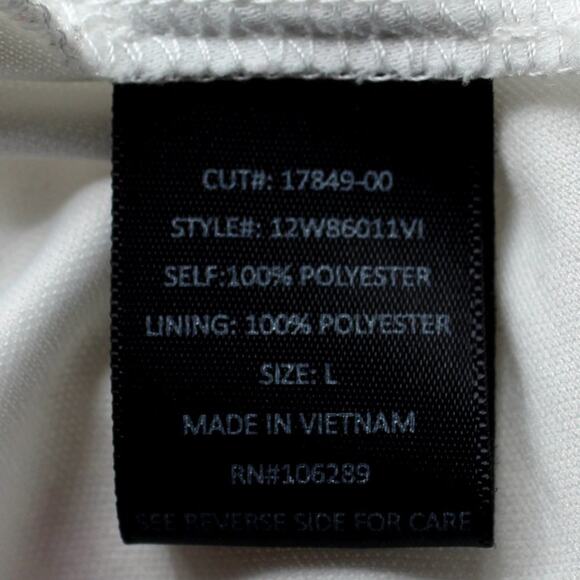 CUT#: 17849-00
STYLE#: 12W86011VI
SELF:100% POLYESTER
LINING: 100% POLYESTER
SIZE: L
MADE IN VIETNAM
RN#106289
SEE REVERSE SIDE FOR CARE